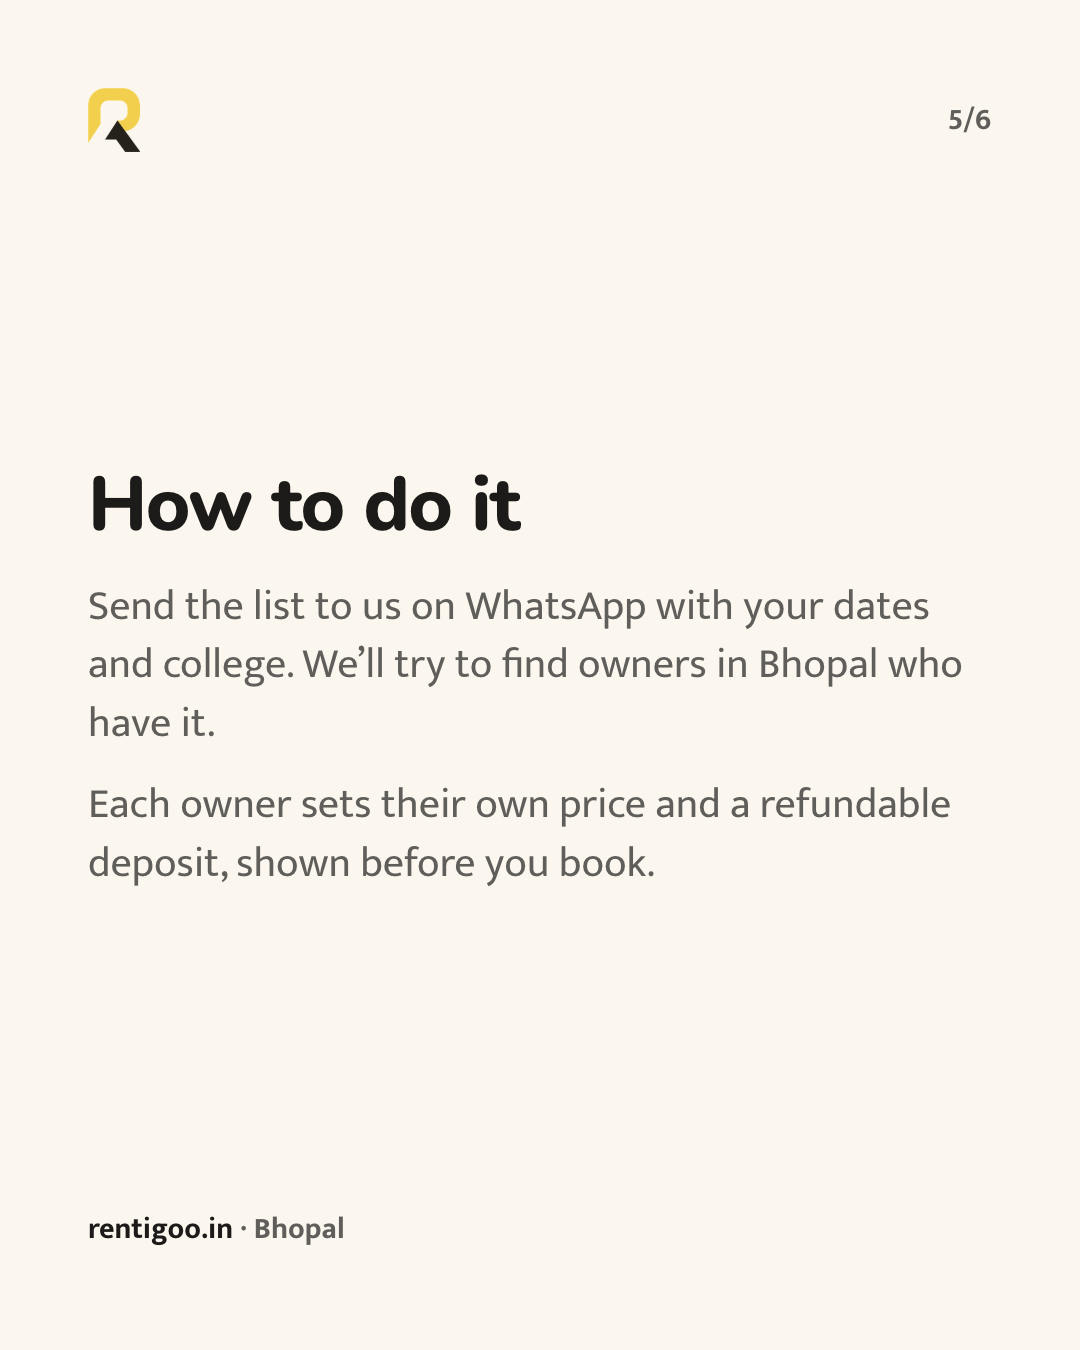 5/6
How to do it
Send the list to us on WhatsApp with your dates
and college. We’ll try to find owners in Bhopal who
have it.
Each owner sets their own price and a refundable
deposit, shown before you book.
rentigoo.in · Bhopal